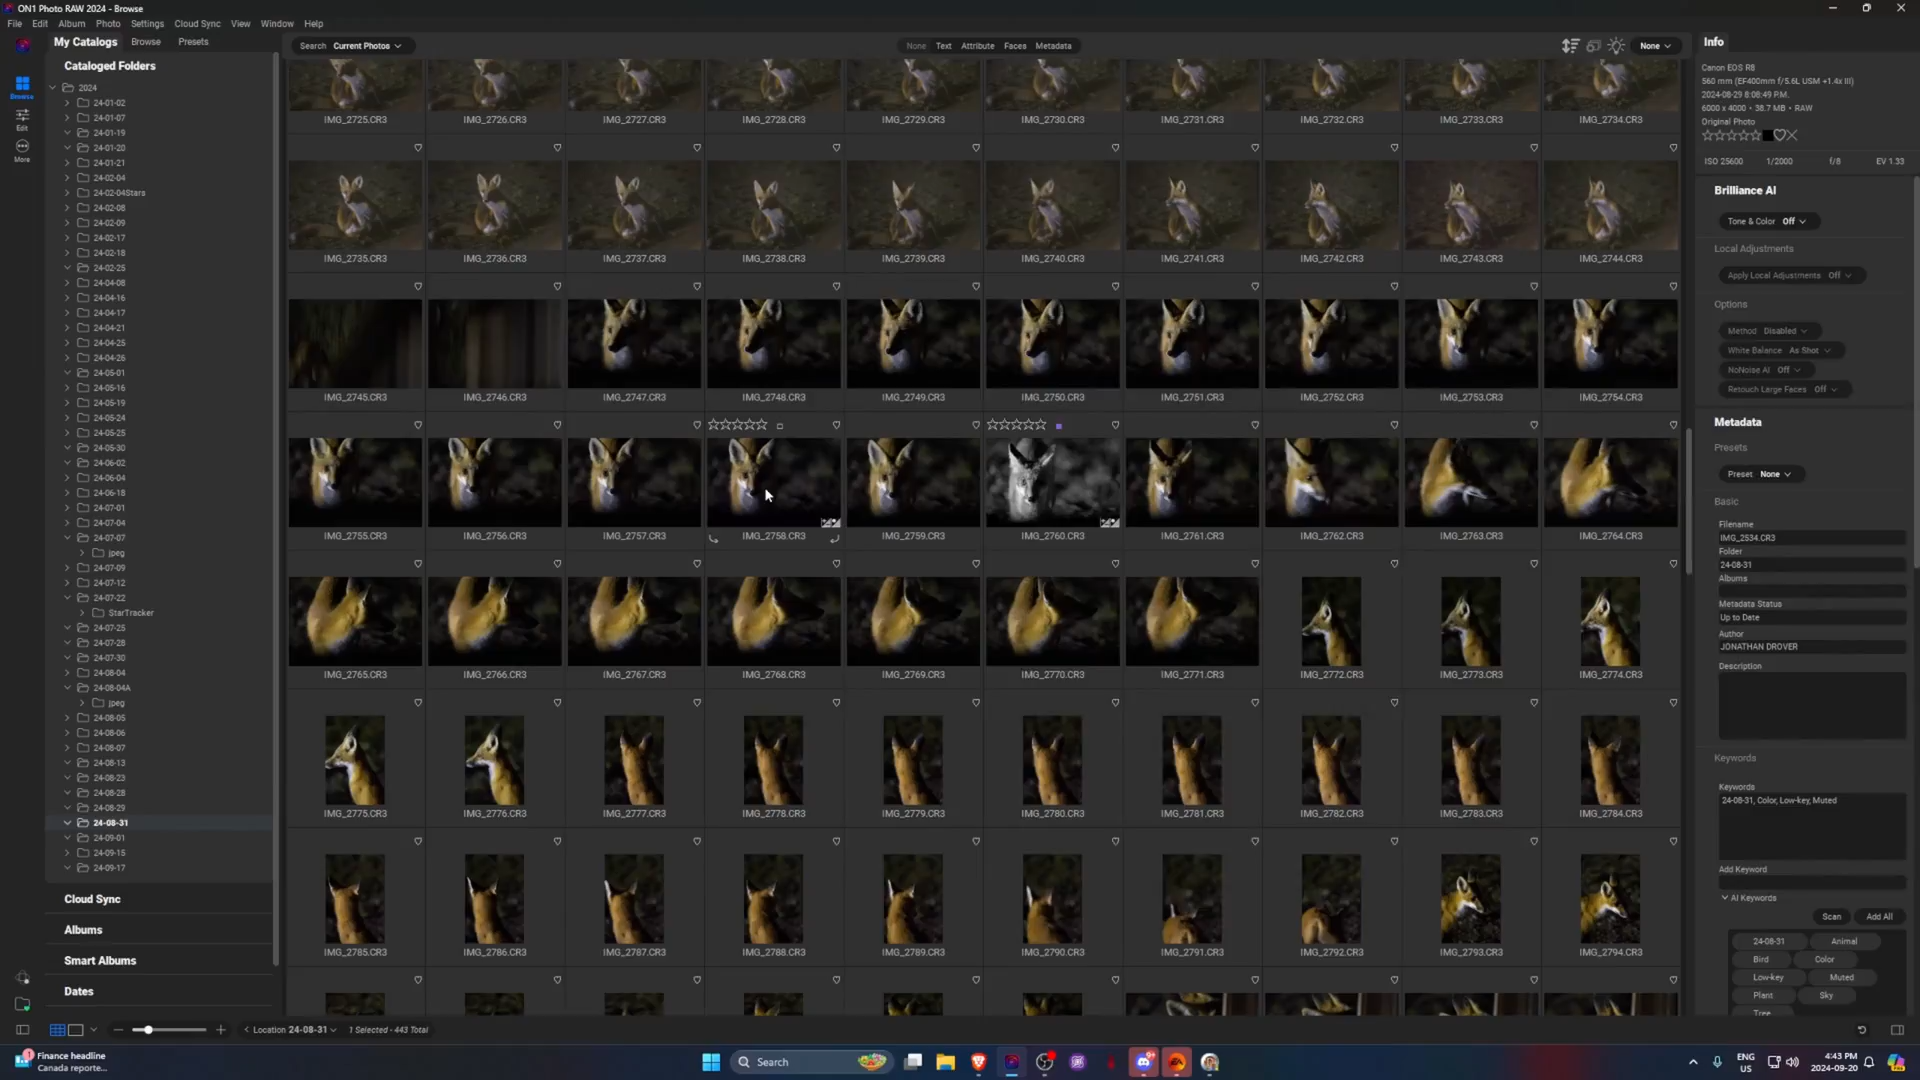 ON1 Photo RAW 2024 - Browse
File Edit Album Photo Settings Cloud Sync View Window Help
My Catalogs Browse Presets
Search Current Photos
None Text Attribute Faces Metadata
None
Cataloged Folders
Browse
Edit
More
2024
24-01-02
24-01-07
24-01-19
24-01-20
24-01-21
24-02-04
24-02-04Stars
24-02-08
24-02-09
24-02-17
24-02-18
24-02-25
24-04-08
24-04-16
24-04-17
24-04-21
24-04-25
24-04-26
24-05-01
24-05-16
24-05-19
24-05-24
24-05-25
24-05-30
24-06-02
24-06-04
24-06-18
24-07-01
24-07-04
24-07-07
jpeg
24-07-09
24-07-12
24-07-22
StarTracker
24-07-25
24-07-28
24-07-30
24-08-04
24-08-04A
jpeg
24-08-05
24-08-06
24-08-07
24-08-13
24-08-23
24-08-28
24-08-29
24-08-31
24-09-01
24-09-15
24-09-17
Cloud Sync
Albums
Smart Albums
Dates
IMG_2725.CR3 IMG_2726.CR3 IMG_2727.CR3 IMG_2728.CR3 IMG_2729.CR3 IMG_2730.CR3 IMG_2731.CR3 IMG_2732.CR3 IMG_2733.CR3 IMG_2734.CR3
IMG_2735.CR3 IMG_2736.CR3 IMG_2737.CR3 IMG_2738.CR3 IMG_2739.CR3 IMG_2740.CR3 IMG_2741.CR3 IMG_2742.CR3 IMG_2743.CR3 IMG_2744.CR3
IMG_2745.CR3 IMG_2746.CR3 IMG_2747.CR3 IMG_2748.CR3 IMG_2749.CR3 IMG_2750.CR3 IMG_2751.CR3 IMG_2752.CR3 IMG_2753.CR3 IMG_2754.CR3
IMG_2755.CR3 IMG_2756.CR3 IMG_2757.CR3 IMG_2758.CR3 IMG_2759.CR3 IMG_2760.CR3 IMG_2761.CR3 IMG_2762.CR3 IMG_2763.CR3 IMG_2764.CR3
IMG_2765.CR3 IMG_2766.CR3 IMG_2767.CR3 IMG_2768.CR3 IMG_2769.CR3 IMG_2770.CR3 IMG_2771.CR3 IMG_2772.CR3 IMG_2773.CR3 IMG_2774.CR3
IMG_2775.CR3 IMG_2776.CR3 IMG_2777.CR3 IMG_2778.CR3 IMG_2779.CR3 IMG_2780.CR3 IMG_2781.CR3 IMG_2782.CR3 IMG_2783.CR3 IMG_2784.CR3
IMG_2785.CR3 IMG_2786.CR3 IMG_2787.CR3 IMG_2788.CR3 IMG_2789.CR3 IMG_2790.CR3 IMG_2791.CR3 IMG_2792.CR3 IMG_2793.CR3 IMG_2794.CR3
Location 24-08-31 1 Selected - 443 Total
Info
Canon EOS R8
560 mm (EF400mm f/5.6L USM +1.4x III)
2024-08-29 8:08:49 P.M.
6000 x 4000 • 38.7 MB • RAW
Original Photo
ISO 25600 1/2000 f/8 EV 1.33
Brilliance AI
Tone & Color Off
Local Adjustments
Apply Local Adjustments Off
Options
Method Disabled
White Balance As Shot
NoNoise AI Off
Retouch Large Faces Off
Metadata
Presets
Preset None
Basic
Filename
IMG_2534.CR3
Folder
24-08-31
Albums
Metadata Status
Up to Date
Author
JONATHAN DROVER
Description
Keywords
Keywords
24-08-31, Color, Low-key, Muted
Add Keyword
AI Keywords
Scan Add All
24-08-31 Animal
Bird Color
Low-key Muted
Plant Sky
Tree
Finance headline
Canada reporte...
Search
ENG
US
4:43 PM
2024-09-20